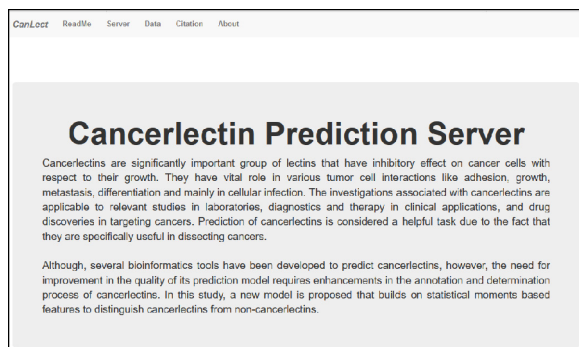 CanLect ReadMe Server Data Citation About
Cancerlectin Prediction Server
Cancerlectins are significantly important group of lectins that have inhibitory effect on cancer cells with
respect to their growth. They have vital role in various tumor cell interactions like adhesion, growth,
metastasis, differentiation and mainly in cellular infection. The investigations associated with cancerlectins are
applicable to relevant studies in laboratories, diagnostics and therapy in clinical applications, and drug
discoveries in targeting cancers. Prediction of cancerlectins is considered a helpful task due to the fact that
they are specifically useful in dissecting cancers.
Although, several bioinformatics tools have been developed to predict cancerlectins, however, the need for
improvement in the quality of its prediction model requires enhancements in the annotation and determination
process of cancerlectins. In this study, a new model is proposed that builds on statistical moments based
features to distinguish cancerlectins from non-cancerlectins.